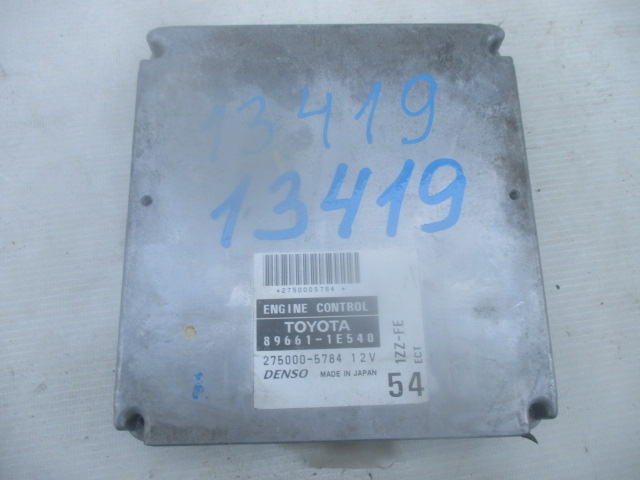 13419
13419
*2750005784*
ENGINE CONTROL
TOYOTA
89661-1E540
275000-5784 12V
DENSO MADE IN JAPAN
1ZZ-FE
ECT
54